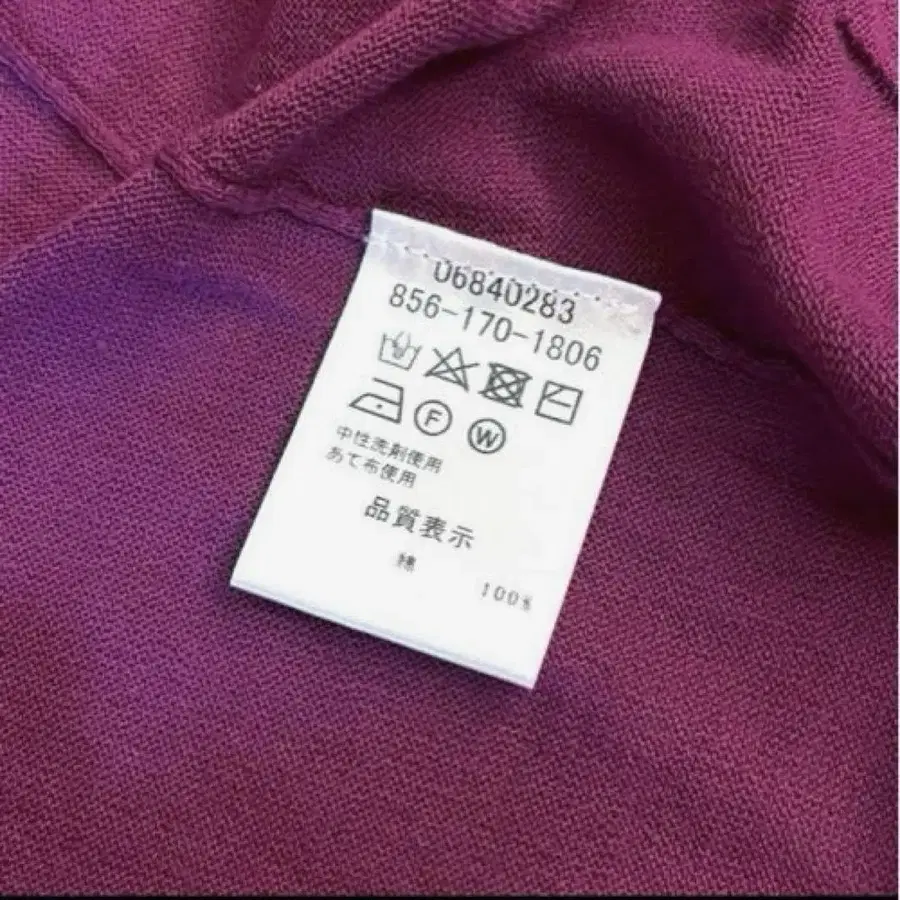 06840283
856-170-1806
F W
中性洗剤使用
あて布使用
品質表示
綿 100%